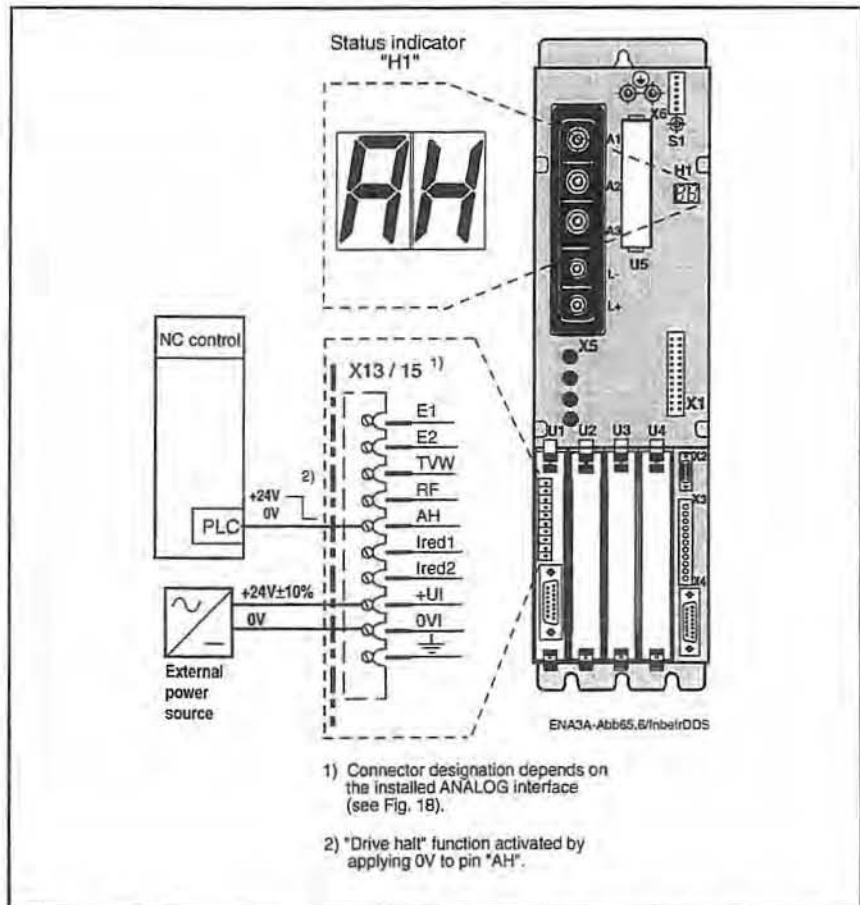 Status indicator
"H1"
AH
X6
S1
A1
H1
A2
A3
U5
L-
L+
X5
X1
NC control
X13 / 15 1)
E1
E2
TVW
2)
RF
+24V
0V
PLC
AH
Ired1
Ired2
+24V±10%
+UI
0V
0VI
External
power
source
U1 U2 U3 U4
X2
X3
X4
ENA3A-Abb65.6/InbetrDDS
1) Connector designation depends on
the installed ANALOG interface
(see Fig. 18).
2) "Drive halt" function activated by
applying 0V to pin "AH".